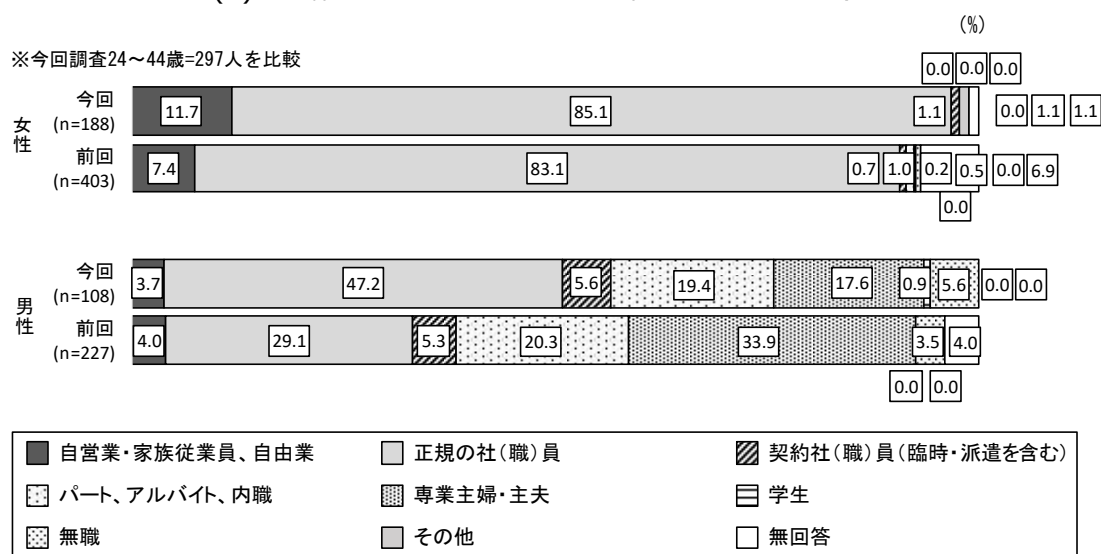 (%)
※今回調査24～44歳=297人を比較
0.0 0.0 0.0
女性
今回
(n=188)
11.7 85.1 1.1 0.0 1.1 1.1
前回
(n=403)
7.4 83.1 0.7 1.0 0.2 0.5 0.0 6.9
0.0
男性
今回
(n=108)
3.7 47.2 5.6 19.4 17.6 0.9 5.6 0.0 0.0
前回
(n=227)
4.0 29.1 5.3 20.3 33.9 3.5 4.0
0.0 0.0
自営業・家族従業員、自由業 正規の社(職)員 契約社(職)員(臨時・派遣を含む)
パート、アルバイト、内職 専業主婦・主夫 学生
無職 その他 無回答